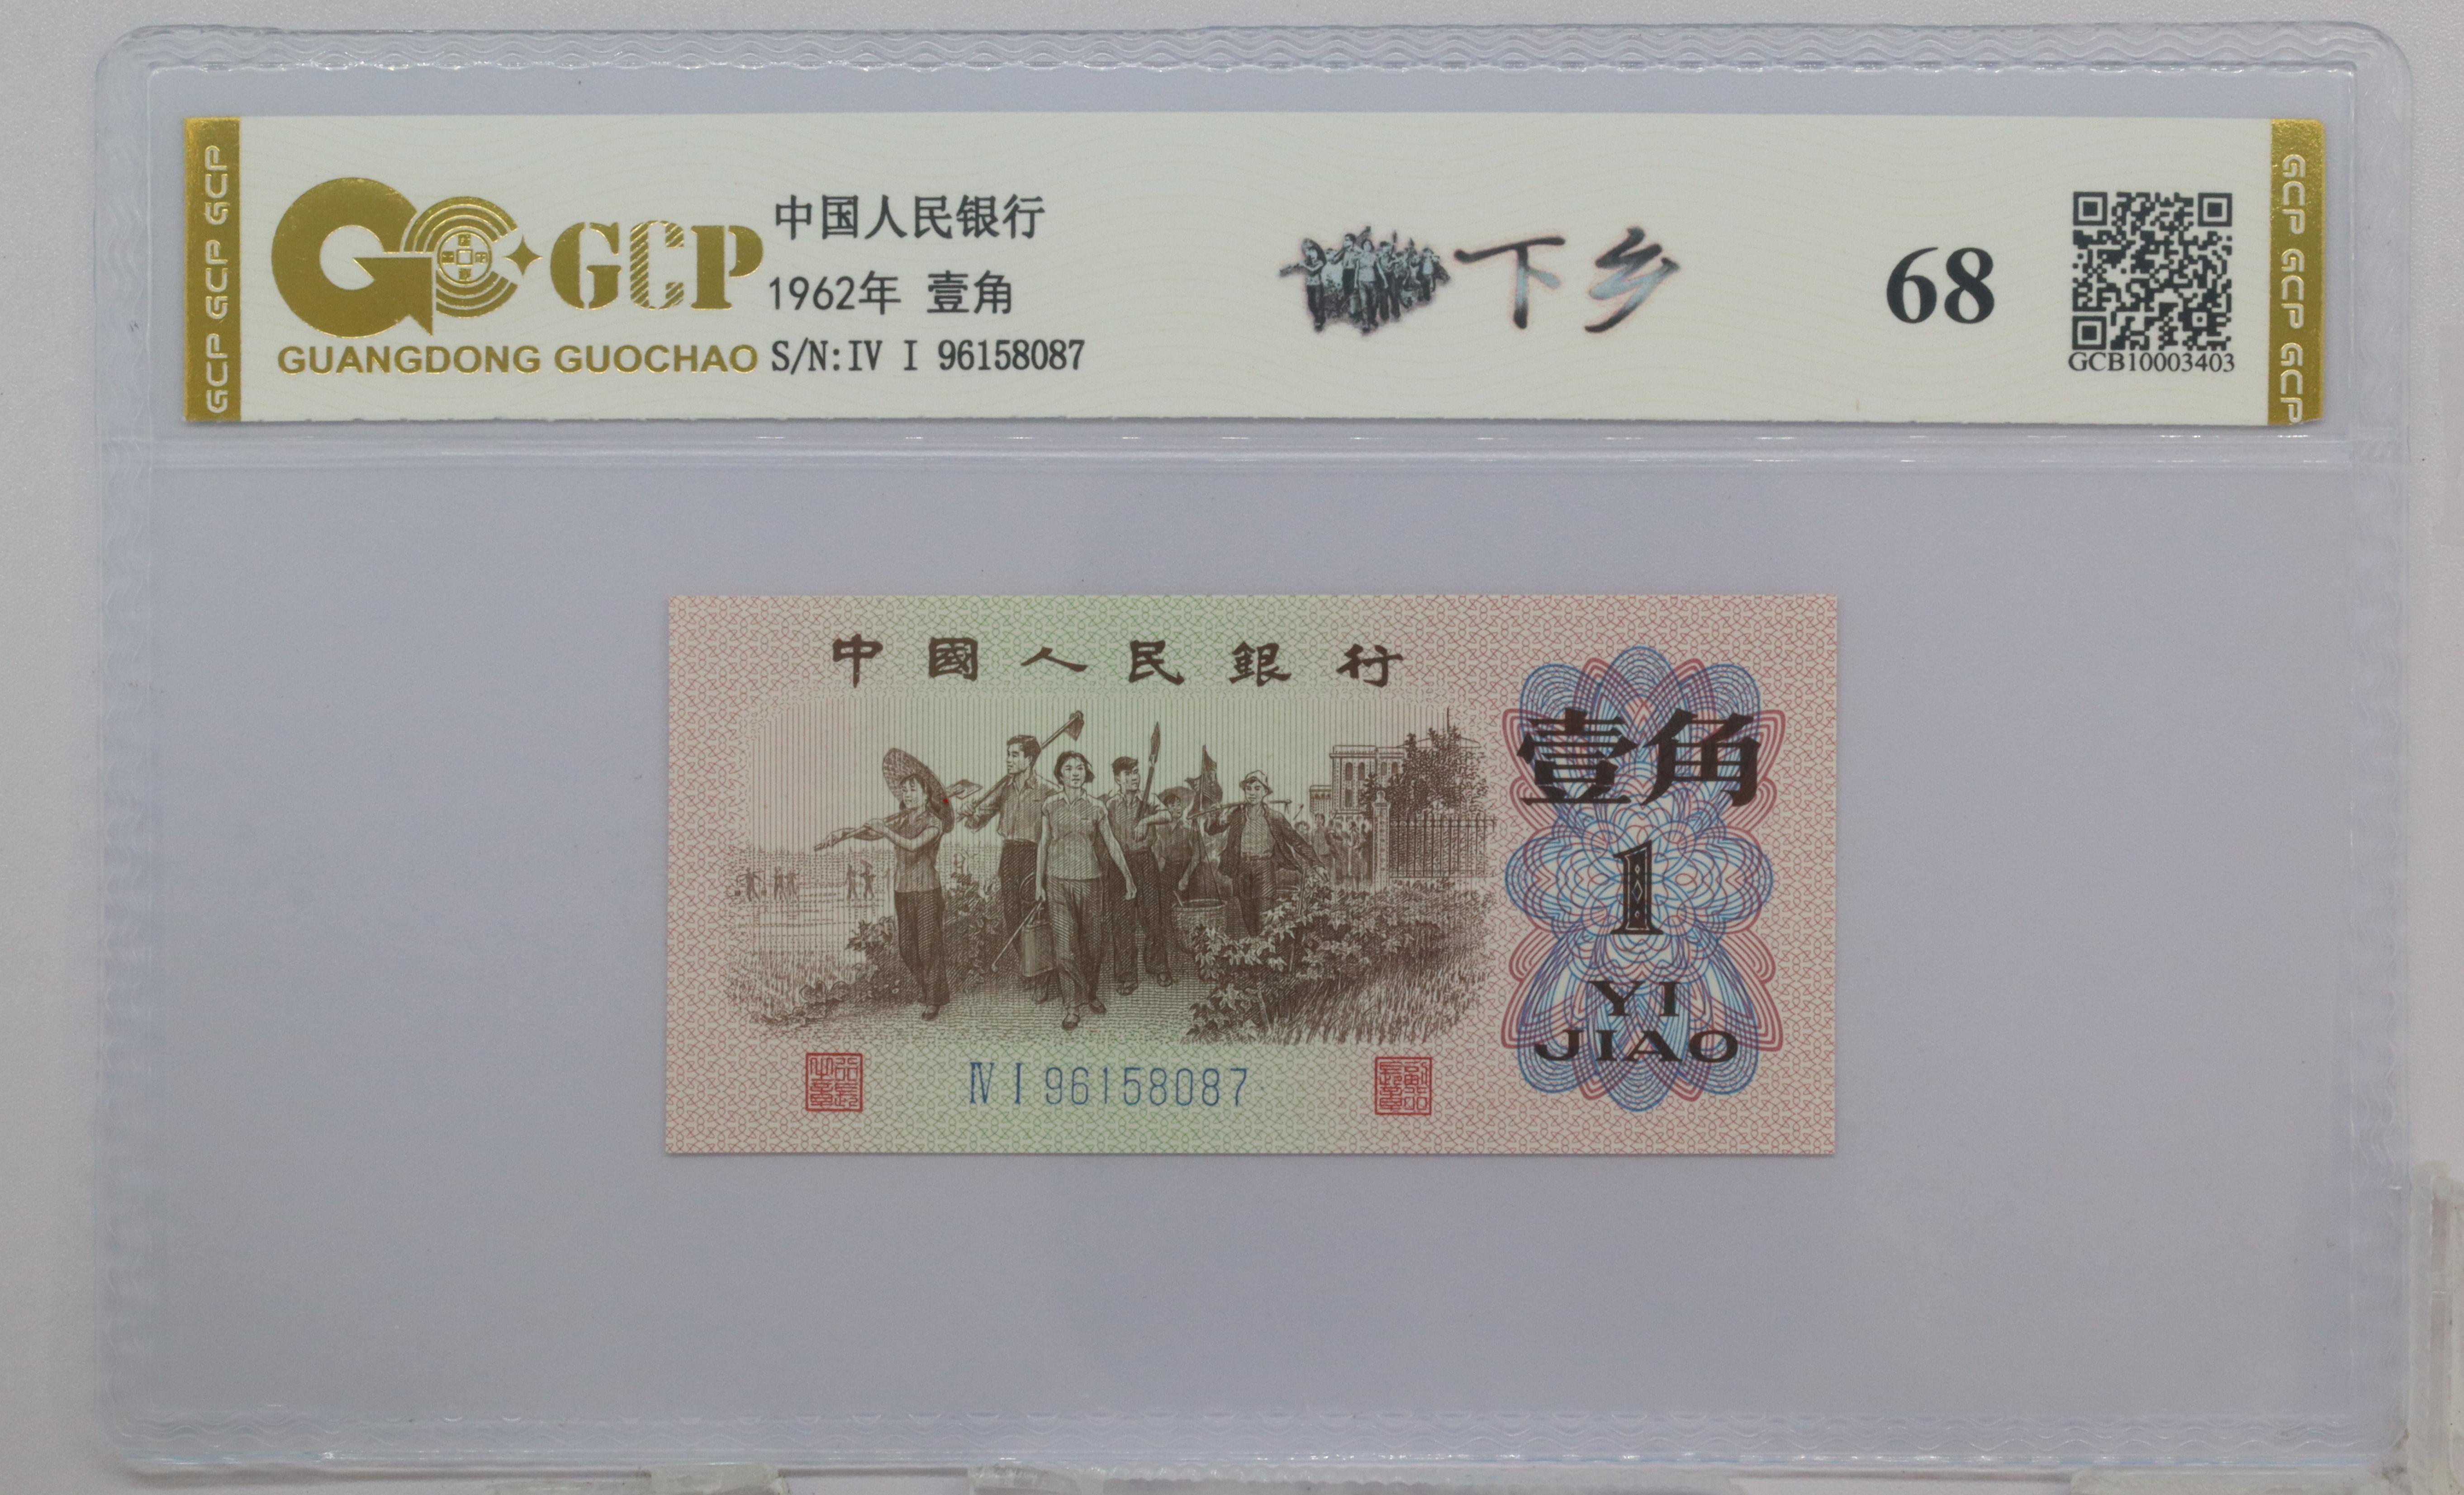 GCP GCP GCP
GCP
GUANGDONG GUOCHAO
中国人民银行
1962年 壹角
S/N:IV I 96158087
下乡
68
GCB10003403
GCP GCP GCP
中國人民銀行
壹角
1
YI
JIAO
Ⅳ Ⅰ 96158087